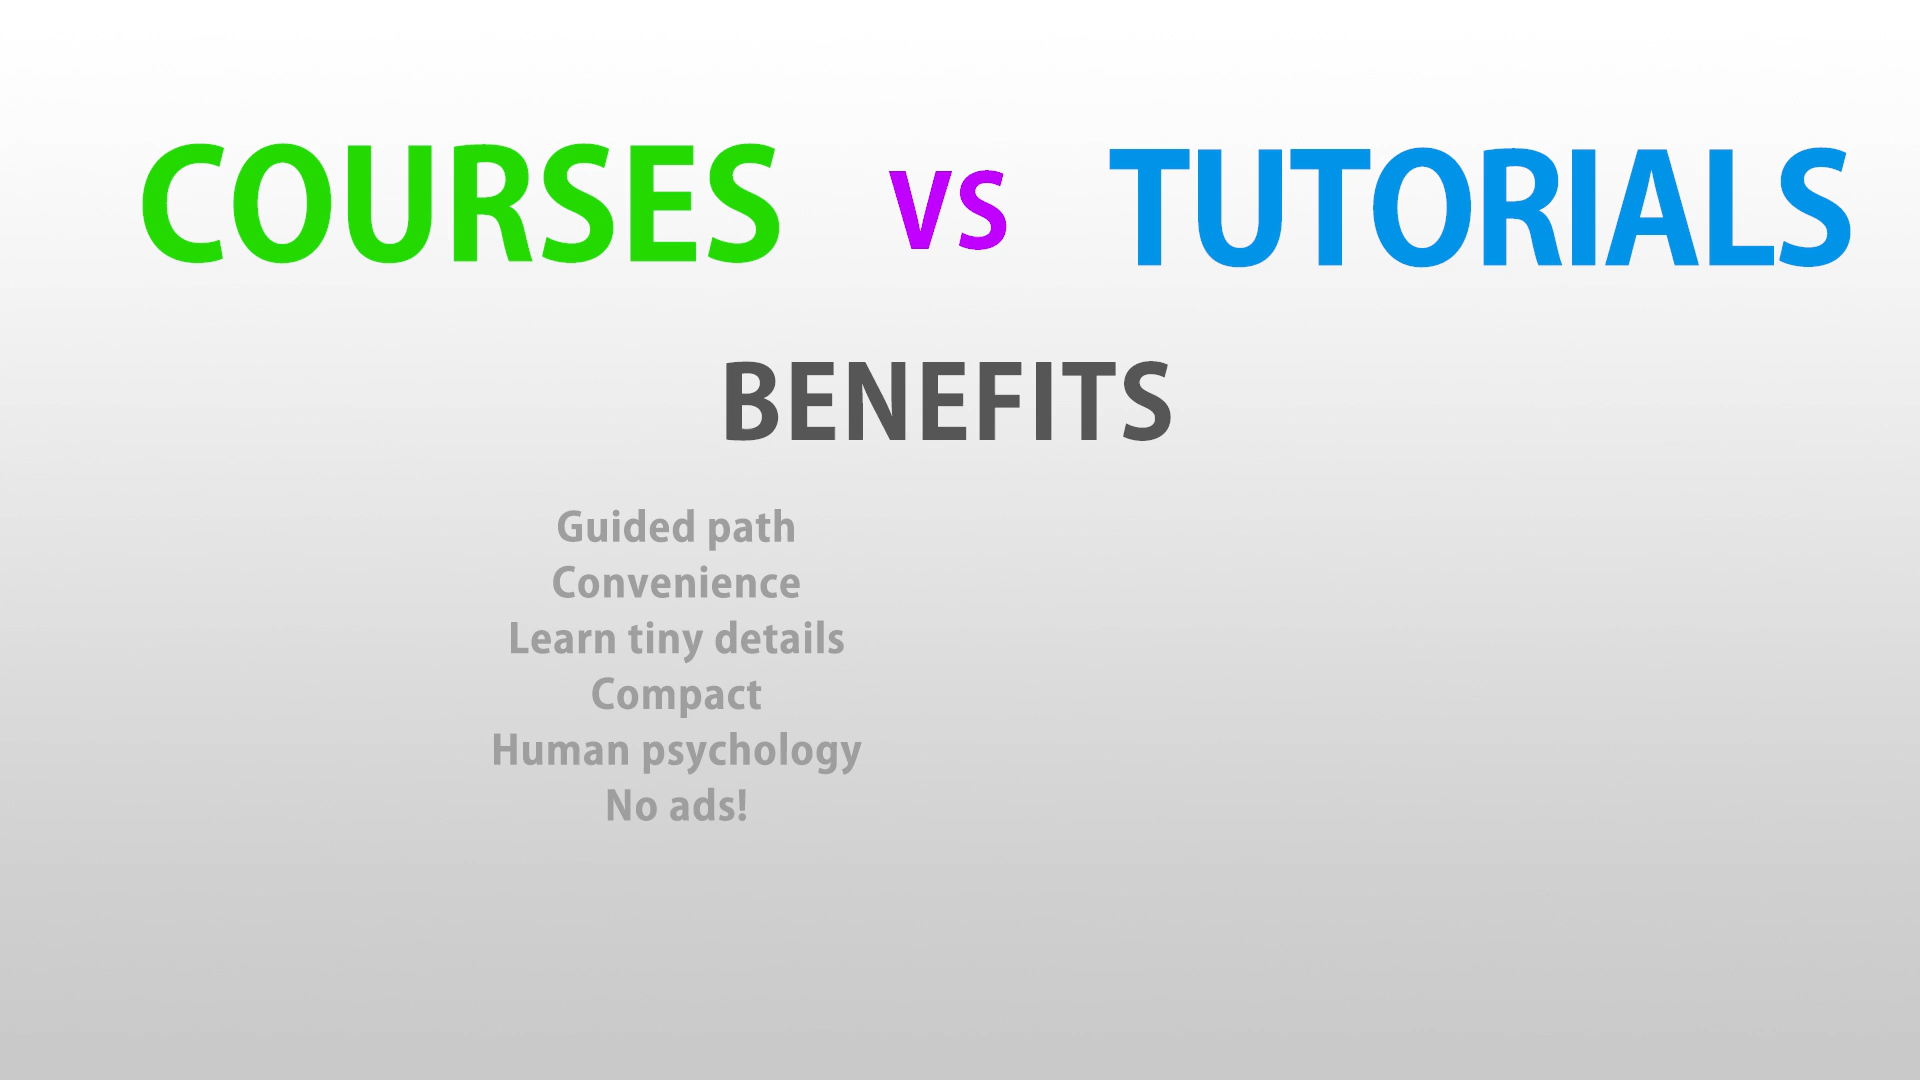 COURSES VS TUTORIALS
BENEFITS
Guided path
Convenience
Learn tiny details
Compact
Human psychology
No ads!